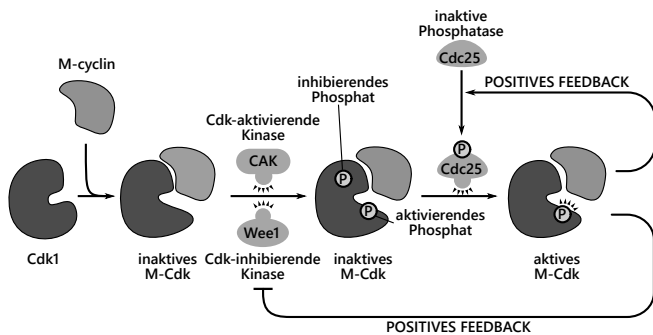 inaktive
Phosphatase
Cdc25
M-cyclin
POSITIVES FEEDBACK
inhibierendes
Phosphat
Cdk-aktivierende
Kinase
CAK
P
Cdc25
P
P
P
Wee1
aktivierendes
Phosphat
Cdk1
inaktives
M-Cdk
Cdk-inhibierende
Kinase
inaktives
M-Cdk
aktives
M-Cdk
POSITIVES FEEDBACK